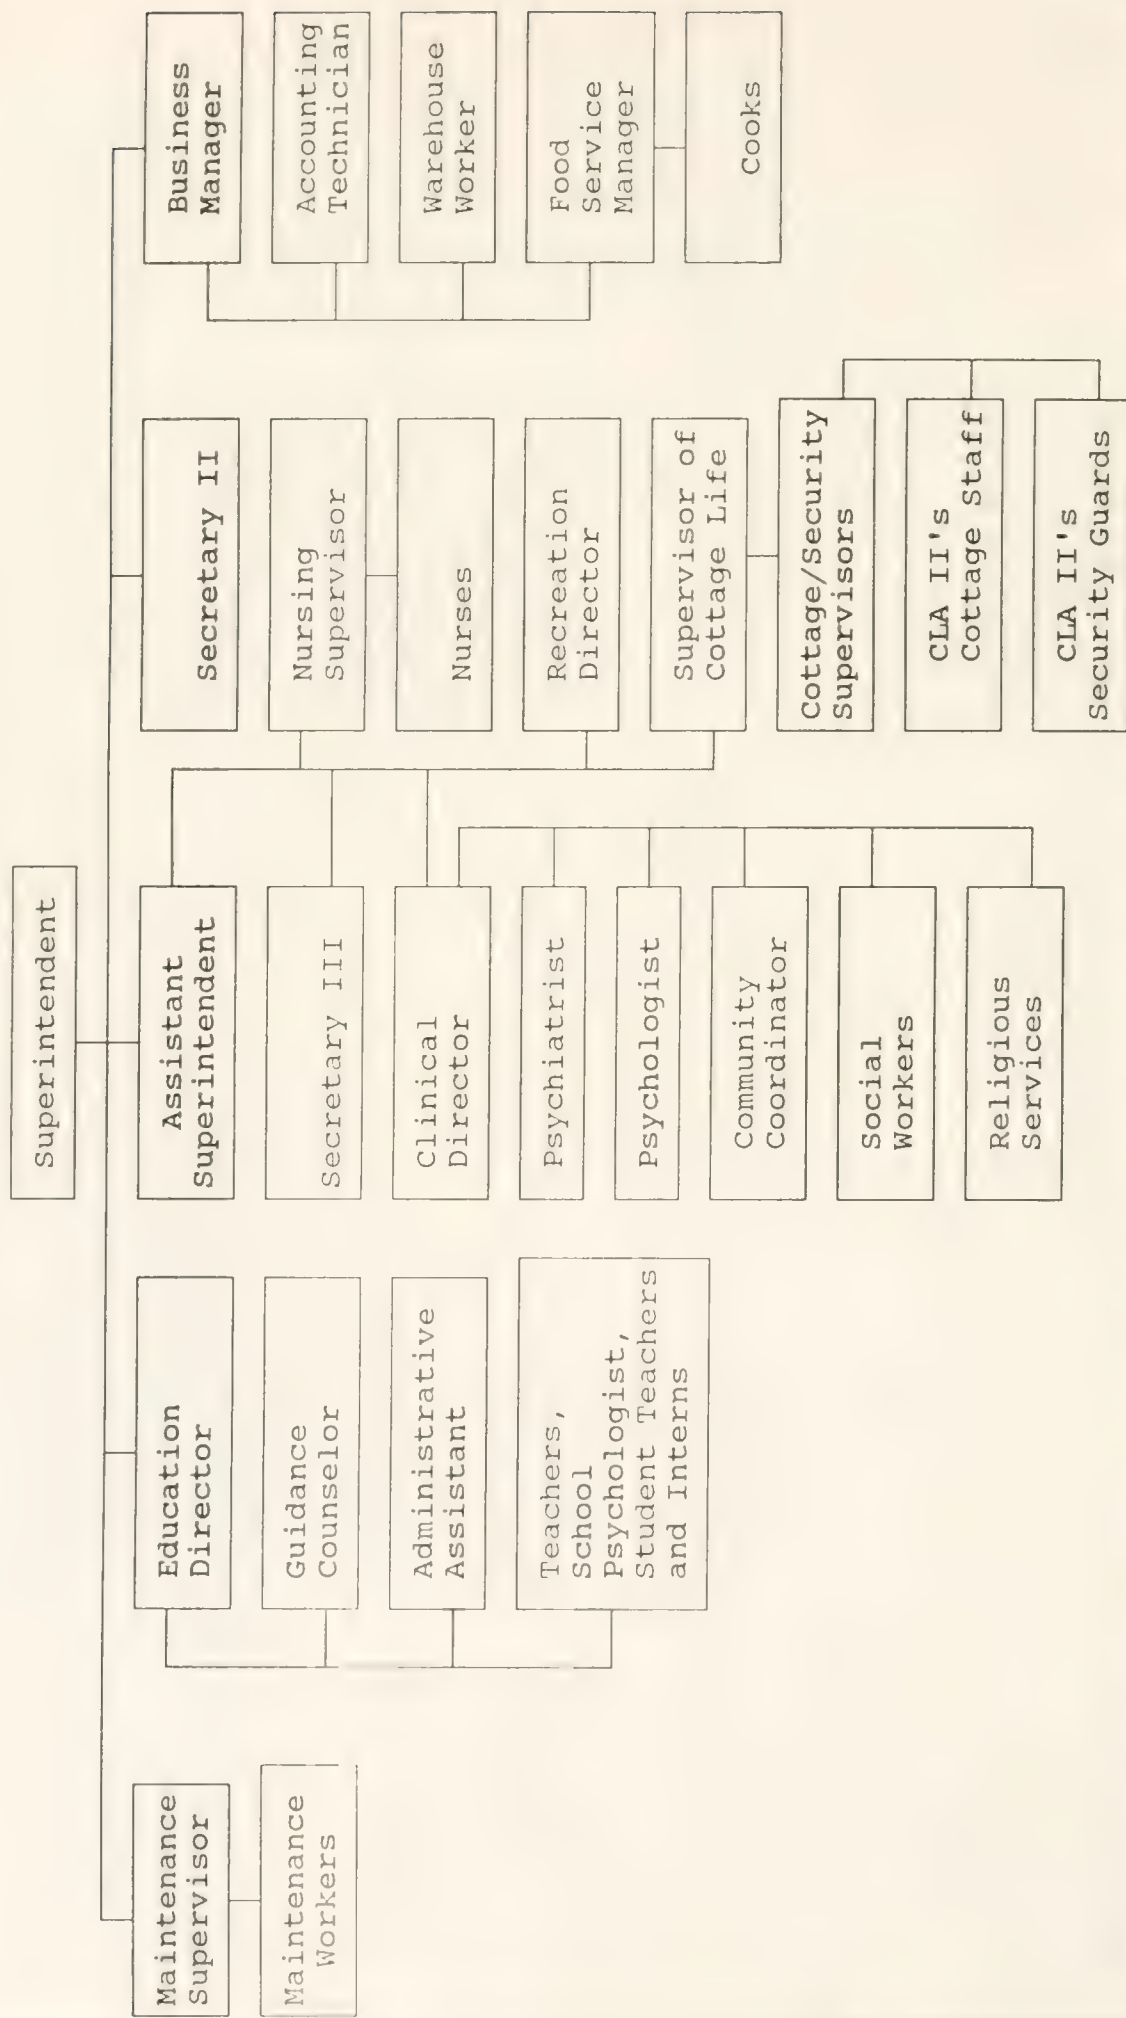 Superintendent
Maintenance
Supervisor
Maintenance
Workers
Education
Director
Guidance
Counselor
Administrative
Assistant
Teachers,
School
Psychologist,
Student Teachers
and Interns
Assistant
Superintendent
Secretary III
Clinical
Director
Psychiatrist
Psychologist
Community
Coordinator
Social
Workers
Religious
Services
Secretary II
Nursing
Supervisor
Nurses
Recreation
Director
Supervisor of
Cottage Life
Cottage/Security
Supervisors
CLA II's
Cottage Staff
CLA II's
Security Guards
Business
Manager
Accounting
Technician
Warehouse
Worker
Food
Service
Manager
Cooks